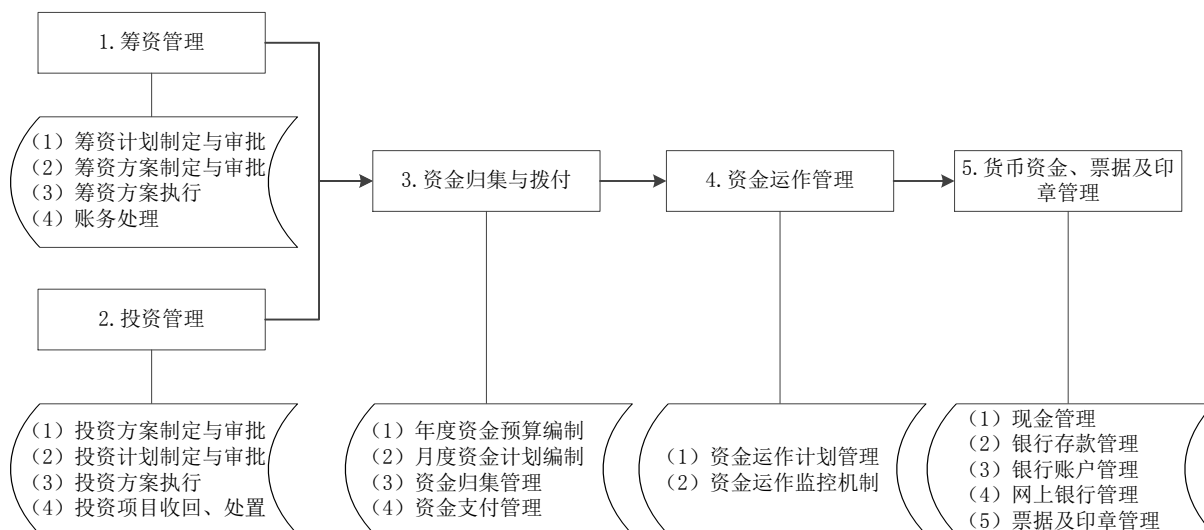 1.筹资管理
(1)筹资计划制定与审批
(2)筹资方案制定与审批
(3)筹资方案执行
(4)账务处理
2.投资管理
(1)投资方案制定与审批
(2)投资计划制定与审批
(3)投资方案执行
(4)投资项目收回、处置
3.资金归集与拨付
(1)年度资金预算编制
(2)月度资金计划编制
(3)资金归集管理
(4)资金支付管理
4.资金运作管理
(1)资金运作计划管理
(2)资金运作监控机制
5.货币资金、票据及印
章管理
(1)现金管理
(2)银行存款管理
(3)银行账户管理
(4)网上银行管理
(5)票据及印章管理